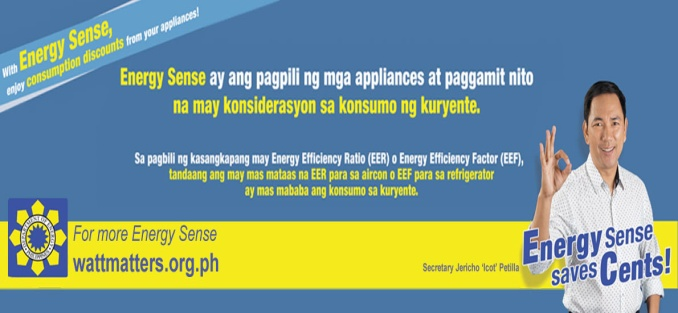 With Energy Sense,
enjoy consumption discounts from your appliances!
Energy Sense ay ang pagpili ng mga appliances at paggamit nito
na may konsiderasyon sa konsumo ng kuryente.
Sa pagbili ng kasangkapang may Energy Efficiency Ratio (EER) o Energy Efficiency Factor (EEF),
tandaang ang may mas mataas na EER para sa aircon o EEF para sa refrigerator
ay mas mababa ang konsumo sa kuryente.
For more Energy Sense
wattmatters.org.ph
Secretary Jericho 'Icot' Petilla
Energy Sense
saves Cents!